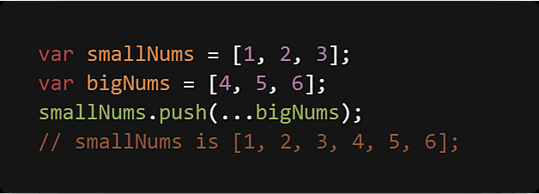 var smallNums = [1, 2, 3];
var bigNums = [4, 5, 6];
smallNums.push(...bigNums);
// smallNums is [1, 2, 3, 4, 5, 6];